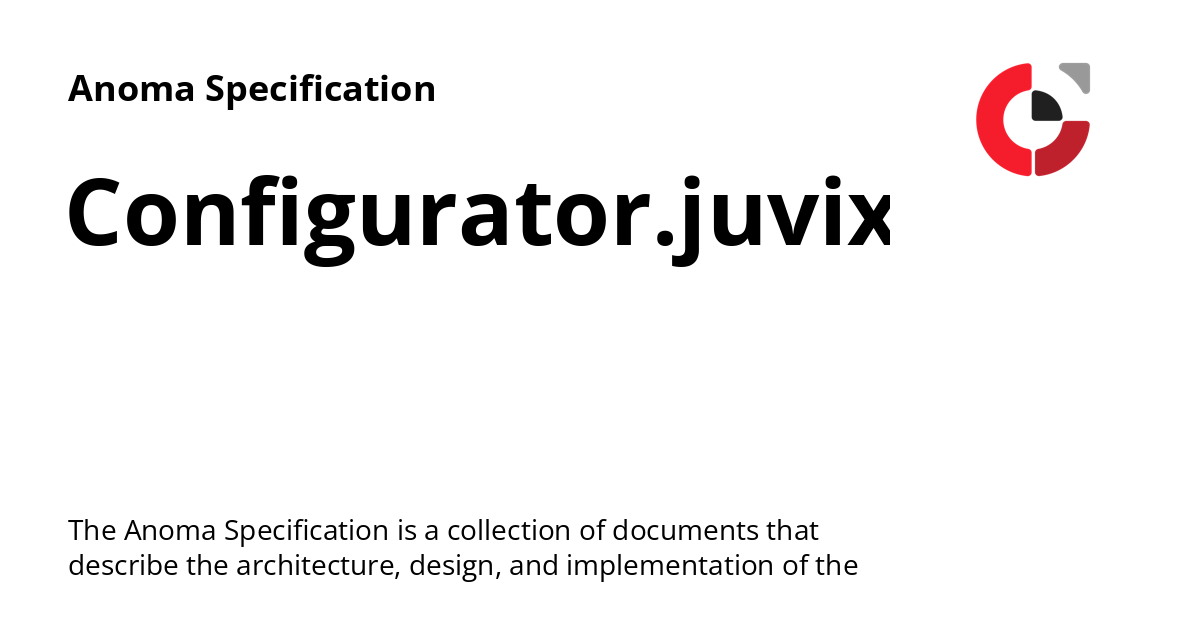 Anoma Specification
Configurator.juvix
The Anoma Specification is a collection of documents that
describe the architecture, design, and implementation of the